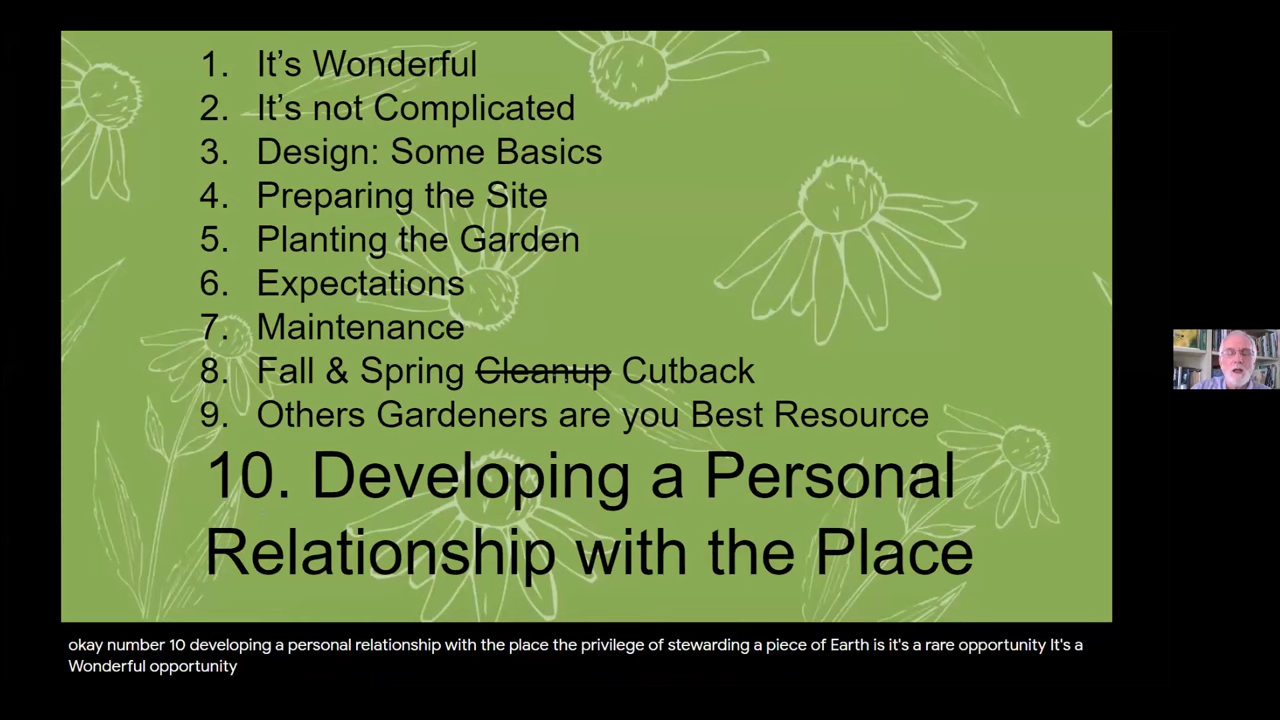 1. It's Wonderful
2. It's not Complicated
3. Design: Some Basics
4. Preparing the Site
5. Planting the Garden
6. Expectations
7. Maintenance
8. Fall & Spring Cleanup Cutback
9. Others Gardeners are you Best Resource
10. Developing a Personal
Relationship with the Place
okay number 10 developing a personal relationship with the place the privilege of stewarding a piece of Earth is it's a rare opportunity It's a
Wonderful opportunity